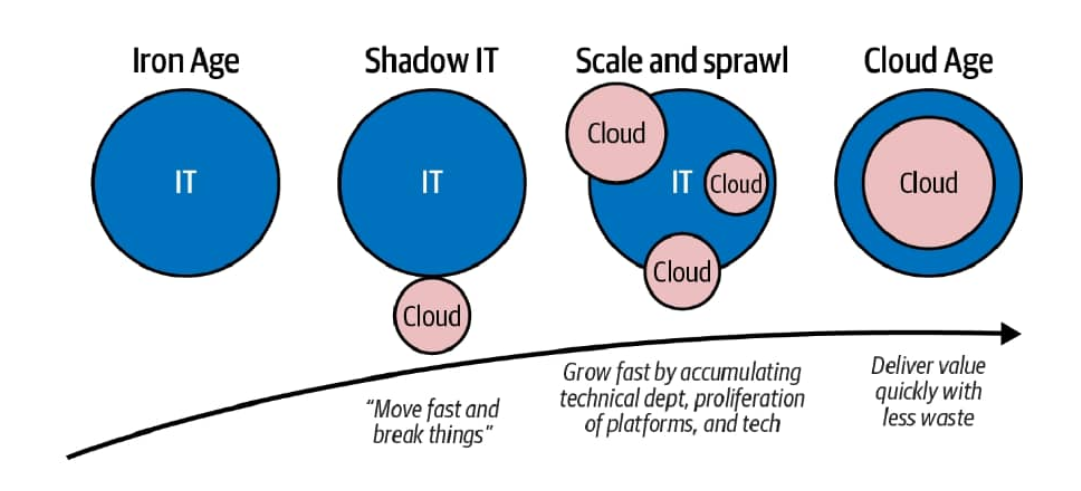 Iron Age
Shadow IT
Scale and sprawl
Cloud Age
IT
IT
Cloud
Cloud
IT
Cloud
Cloud
Cloud
“Move fast and
break things”
Grow fast by accumulating
technical dept, proliferation
of platforms, and tech
Deliver value
quickly with
less waste